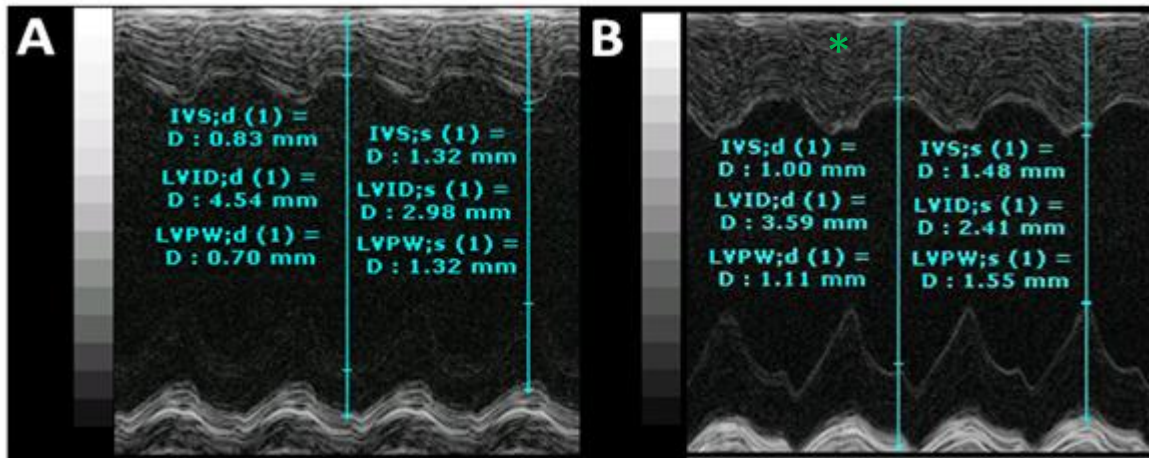 A
IVS;d (1) =
D : 0.83 mm
LVID;d (1) =
D : 4.54 mm
LVPW;d (1) =
D : 0.70 mm
IVS;s (1) =
D : 1.32 mm
LVID;s (1) =
D : 2.98 mm
LVPW;s (1) =
D : 1.32 mm
B
*
IVS;d (1) =
D : 1.00 mm
LVID;d (1) =
D : 3.59 mm
LVPW;d (1) =
D : 1.11 mm
IVS;s (1) =
D : 1.48 mm
LVID;s (1) =
D : 2.41 mm
LVPW;s (1) =
D : 1.55 mm